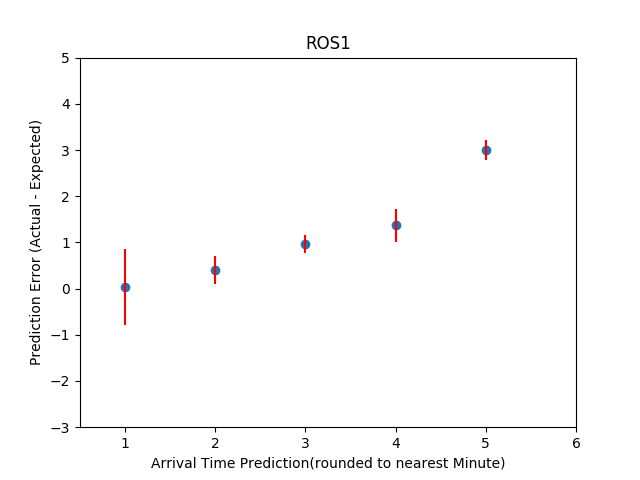 ROS1
Prediction Error (Actual - Expected)
5
4
3
2
1
0
−1
−2
−3
1 2 3 4 5 6
Arrival Time Prediction(rounded to nearest Minute)